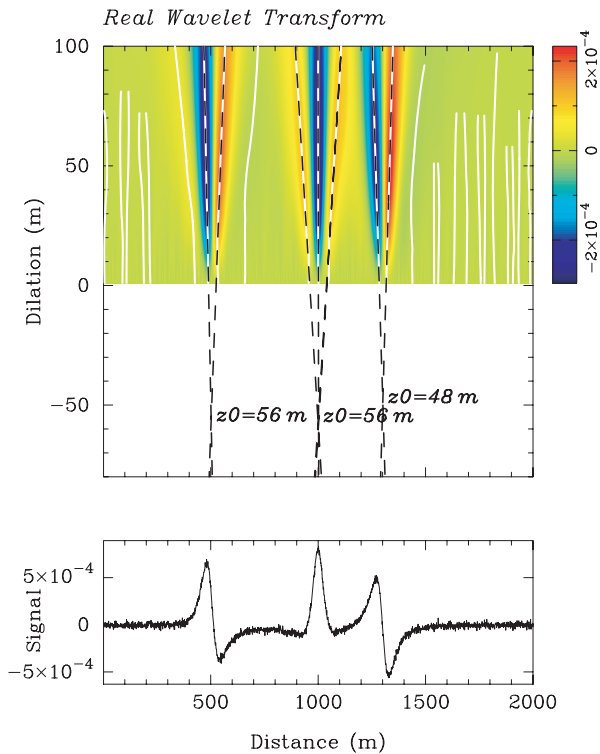 Real Wavelet Transform
100
50
0
−50
Dilation (m)
z0=56 m
z0=56 m
z0=48 m
2×10⁻⁴
0
−2×10⁻⁴
5×10⁻⁴
0
−5×10⁻⁴
Signal
500
1000
1500
2000
Distance (m)